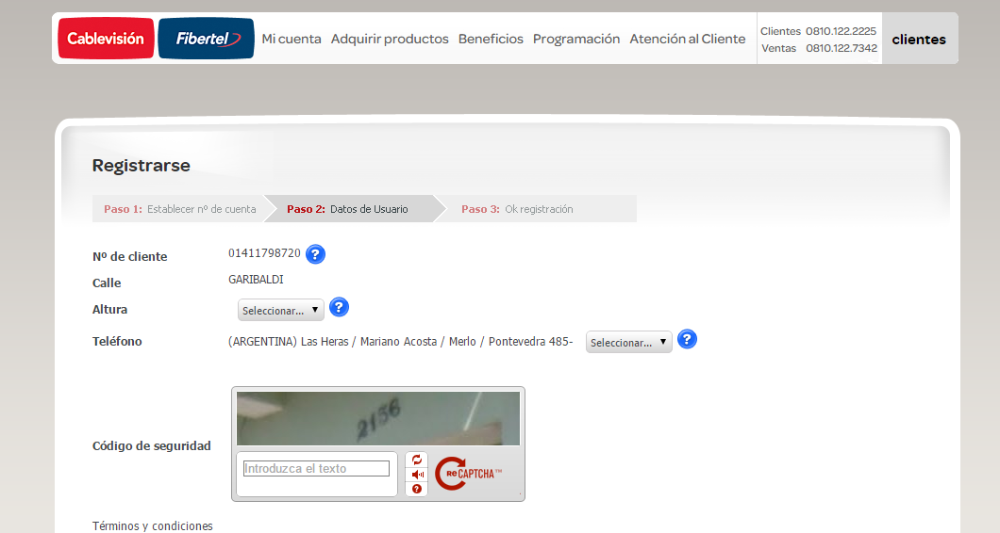 Cablevisión Fibertel Mi cuenta Adquirir productos Beneficios Programación Atención al Cliente
Clientes 0810.122.2225
Ventas 0810.122.7342
clientes
Registrarse
Paso 1: Establecer nº de cuenta Paso 2: Datos de Usuario Paso 3: Ok registración
Nº de cliente 01411798720 ?
Calle GARIBALDI
Altura Seleccionar... ?
Teléfono (ARGENTINA) Las Heras / Mariano Acosta / Merlo / Pontevedra 485- Seleccionar... ?
2156
Código de seguridad
Introduzca el texto
? reCAPTCHA™
Términos y condiciones